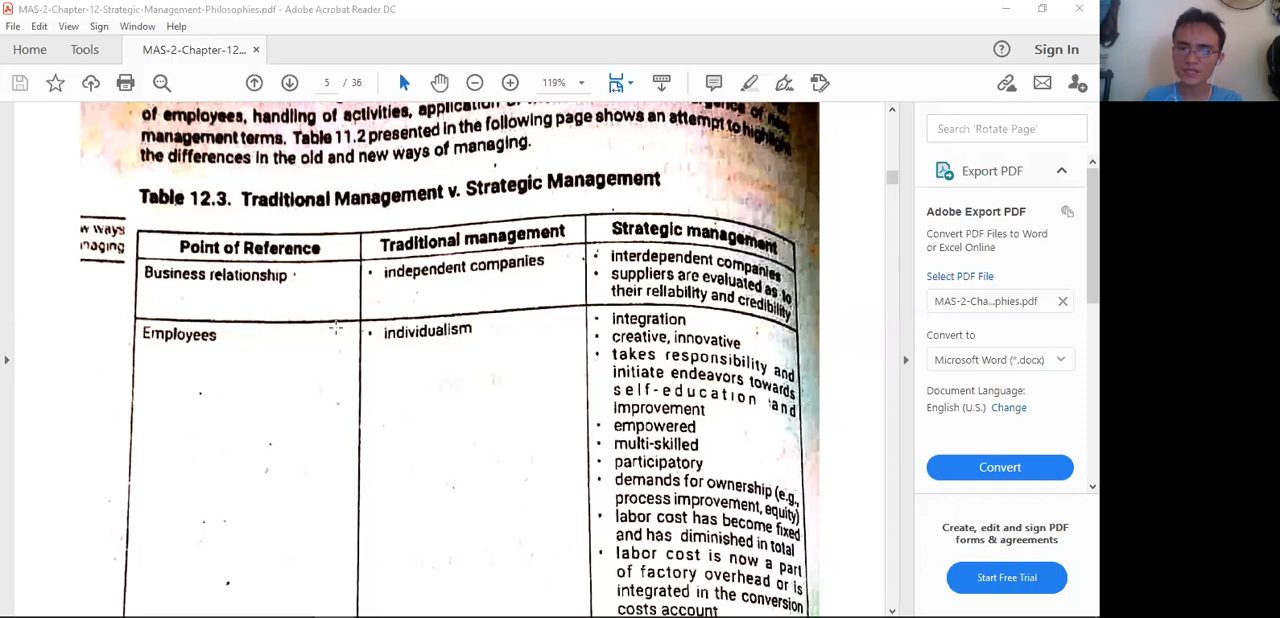 MAS-2-Chapter-12-Strategic-Management-Philosophies.pdf - Adobe Acrobat Reader DC
File Edit View Sign Window Help
Home Tools MAS-2-Chapter-12... × Sign In
5 / 36 119%
of employees, handling of activities, application of
management terms. Table 11.2 presented in the following page shows an attempt to highlight
the differences in the old and new ways of managing.
Table 12.3. Traditional Management v. Strategic Management
w ways
naging
Point of Reference Traditional management Strategic management
Business relationship • independent companies • interdependent companies
• suppliers are evaluated as to
their reliability and credibility
Employees • individualism • integration
• creative, innovative
• takes responsibility and
initiate endeavors towards
self-education and
improvement
• empowered
• multi-skilled
• participatory
• demands for ownership (e.g.,
process improvement, equity)
• labor cost has become fixed
and has diminished in total
• labor cost is now a part
of factory overhead or is
integrated in the conversion
costs account
Search 'Rotate Page'
Export PDF
Adobe Export PDF
Convert PDF Files to Word
or Excel Online
Select PDF File
MAS-2-Cha...phies.pdf
Convert to
Microsoft Word (*.docx)
Document Language:
English (U.S.) Change
Convert
Create, edit and sign PDF
forms & agreements
Start Free Trial